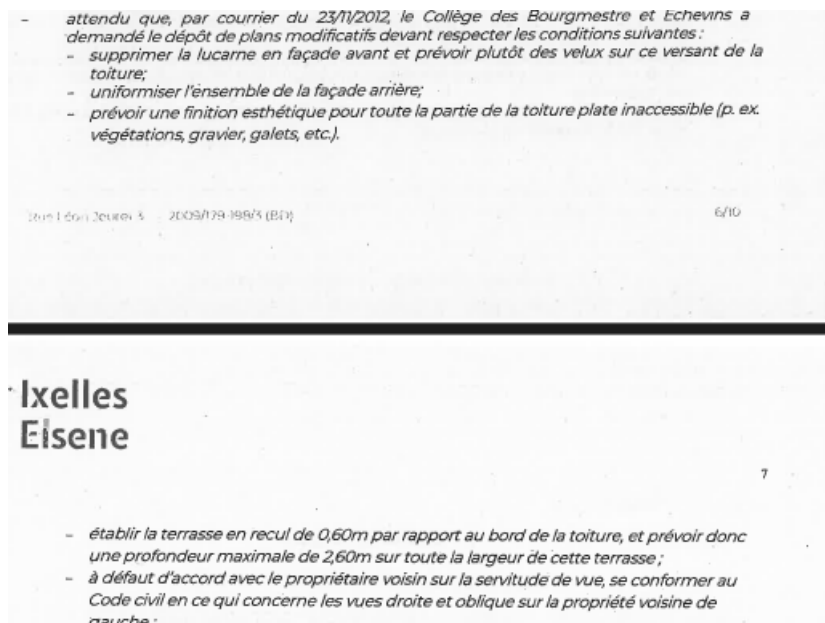 - attendu que, par courrier du 23/11/2012, le Collège des Bourgmestre et Echevins a
demandé le dépôt de plans modificatifs devant respecter les conditions suivantes :
- supprimer la lucarne en façade avant et prévoir plutôt des velux sur ce versant de la
toiture;
- uniformiser l'ensemble de la façade arrière;
- prévoir une finition esthétique pour toute la partie de la toiture plate inaccessible (p. ex.
végétations, gravier, galets, etc.).
2009/179-198/3 (BD) 6/10
Ixelles
Elsene
7
- établir la terrasse en recul de 0,60m par rapport au bord de la toiture, et prévoir donc
une profondeur maximale de 2,60m sur toute la largeur de cette terrasse ;
- à défaut d'accord avec le propriétaire voisin sur la servitude de vue, se conformer au
Code civil en ce qui concerne les vues droite et oblique sur la propriété voisine de
gauche ;